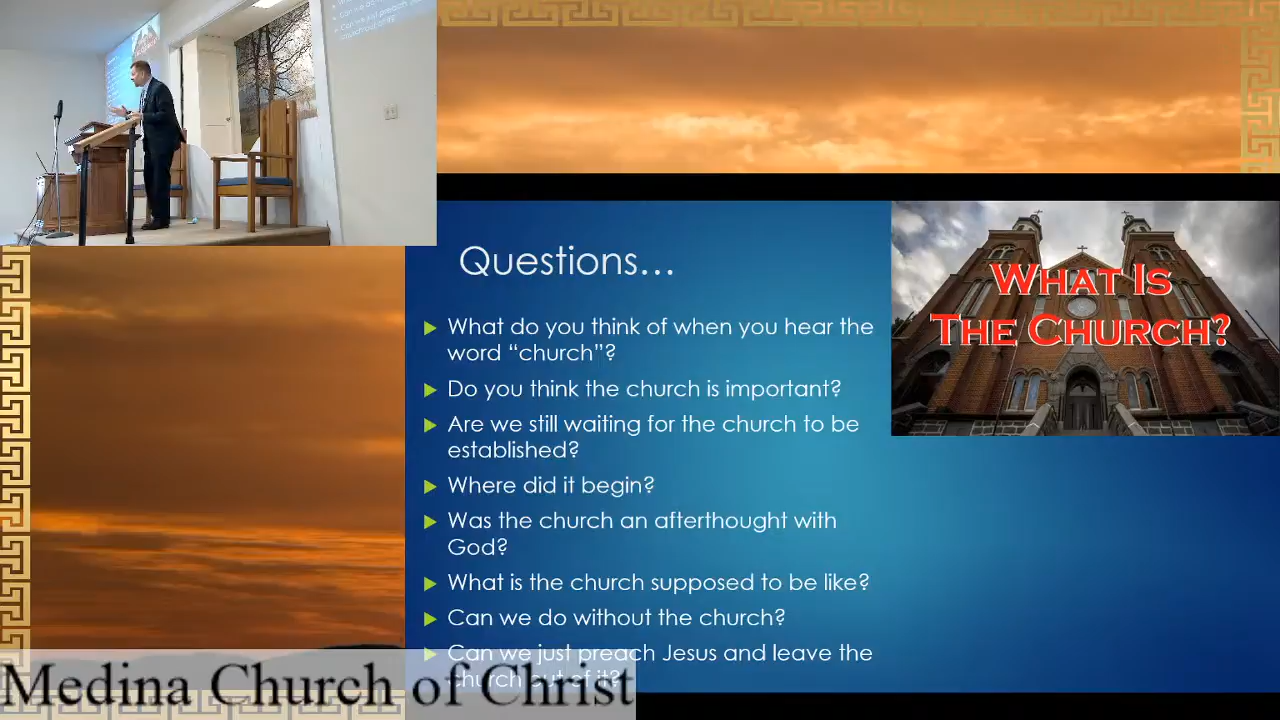 Questions...
What do you think of when you hear the
word “church”?
Do you think the church is important?
Are we still waiting for the church to be
established?
Where did it begin?
Was the church an afterthought with
God?
What is the church supposed to be like?
Can we do without the church?
Can we just preach Jesus and leave the
church out of it?
What Is
The Church?
Medina Church of Christ